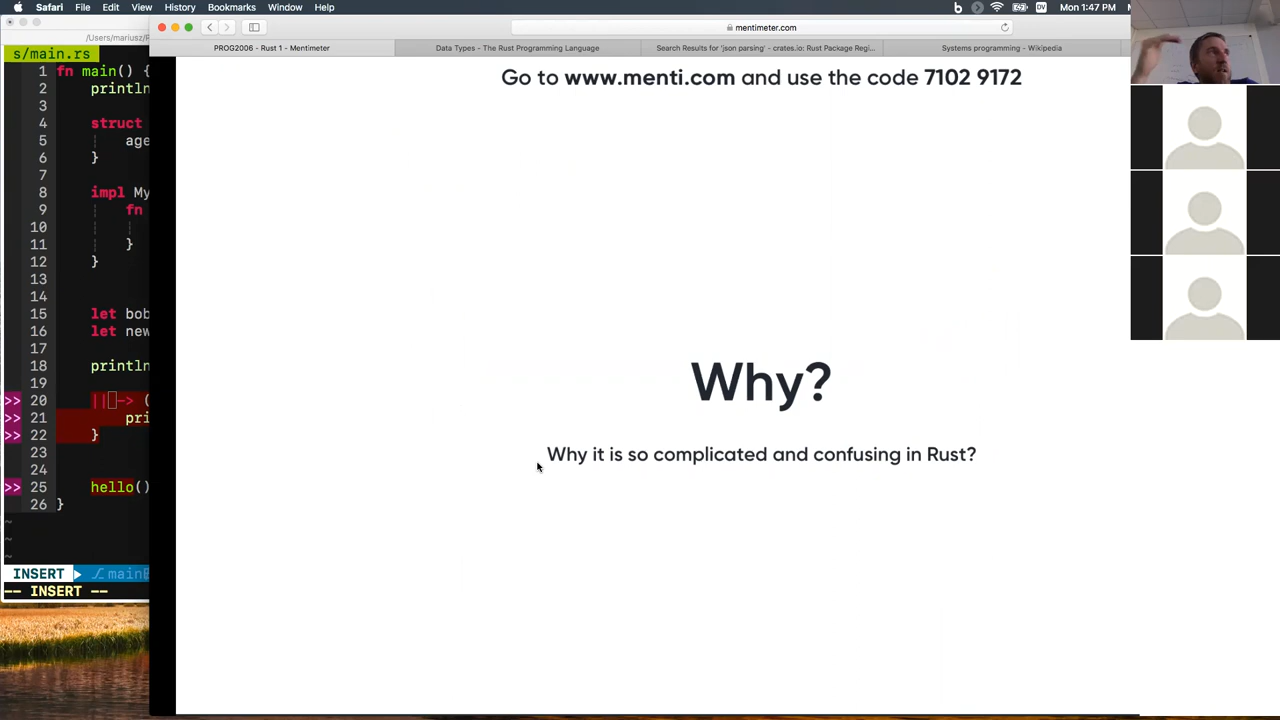 Safari File Edit View History Bookmarks Window Help
Mon 1:47 PM
/Users/mariusz/P
mentimeter.com
PROG2006 - Rust 1 - Mentimeter
Data Types - The Rust Programming Language
Search Results for 'json parsing' - crates.io: Rust Package Regi...
Systems programming - Wikipedia
s/main.rs
1 fn main() {
2 println
3
4 struct
5 age
6 }
7
8 impl My
9 fn
10
11 }
12 }
13
14
15 let bob
16 let new
17
18 println
19
>> 20 ||-> (
>> 21 pri
>> 22 }
23
24
>> 25 hello()
26 }
~
~
~
INSERT main
-- INSERT --
Go to www.menti.com and use the code 7102 9172
Why?
Why it is so complicated and confusing in Rust?